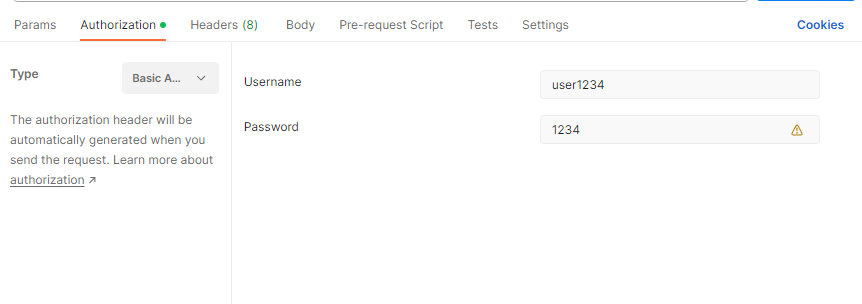 Params Authorization Headers (8) Body Pre-request Script Tests Settings Cookies
Type Basic A...
The authorization header will be
automatically generated when you
send the request. Learn more about
authorization ↗
Username user1234
Password 1234